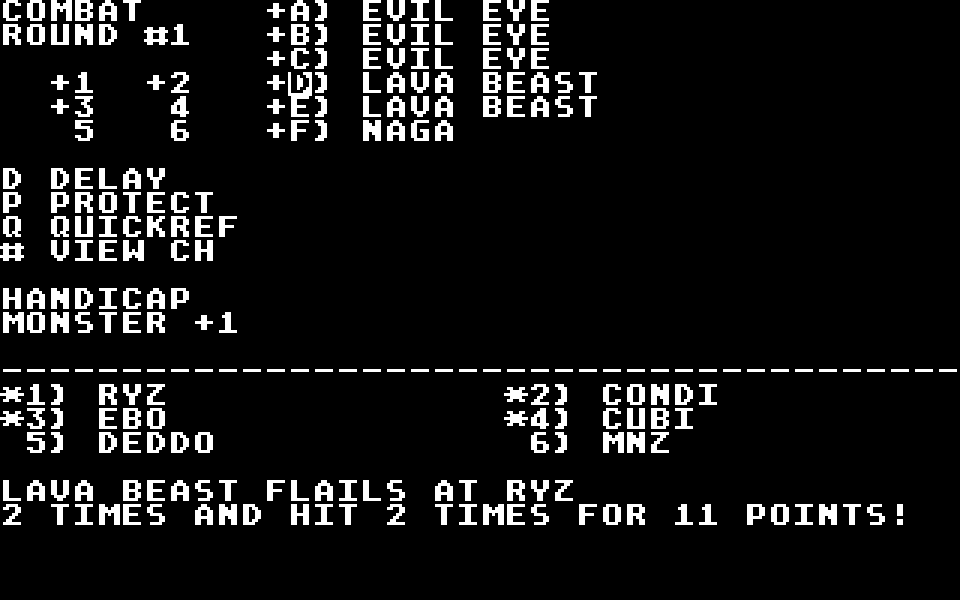 COMBAT     +A) EVIL EYE
ROUND #1   +B) EVIL EYE
           +C) EVIL EYE
  +1  +2   +D) LAVA BEAST
  +3   4   +E) LAVA BEAST
   5   6   +F) NAGA
D DELAY
P PROTECT
Q QUICKREF
# VIEW CH
HANDICAP
MONSTER +1
----------------------------------------
*1) RYZ              *2) CONDI
*3) EBO              *4) CUBI
 5) DEDDO             6) MNZ
LAVA BEAST FLAILS AT RYZ
2 TIMES AND HIT 2 TIMES FOR 11 POINTS!